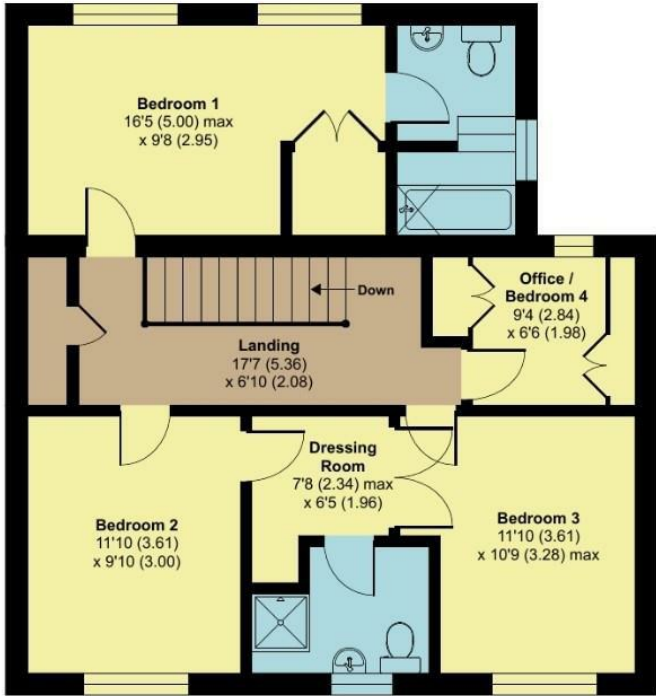 Bedroom 1
16'5 (5.00) max
x 9'8 (2.95)
Down
Office /
Bedroom 4
9'4 (2.84)
x 6'6 (1.98)
Landing
17'7 (5.36)
x 6'10 (2.08)
Dressing
Room
7'8 (2.34) max
x 6'5 (1.96)
Bedroom 2
11'10 (3.61)
x 9'10 (3.00)
Bedroom 3
11'10 (3.61)
x 10'9 (3.28) max